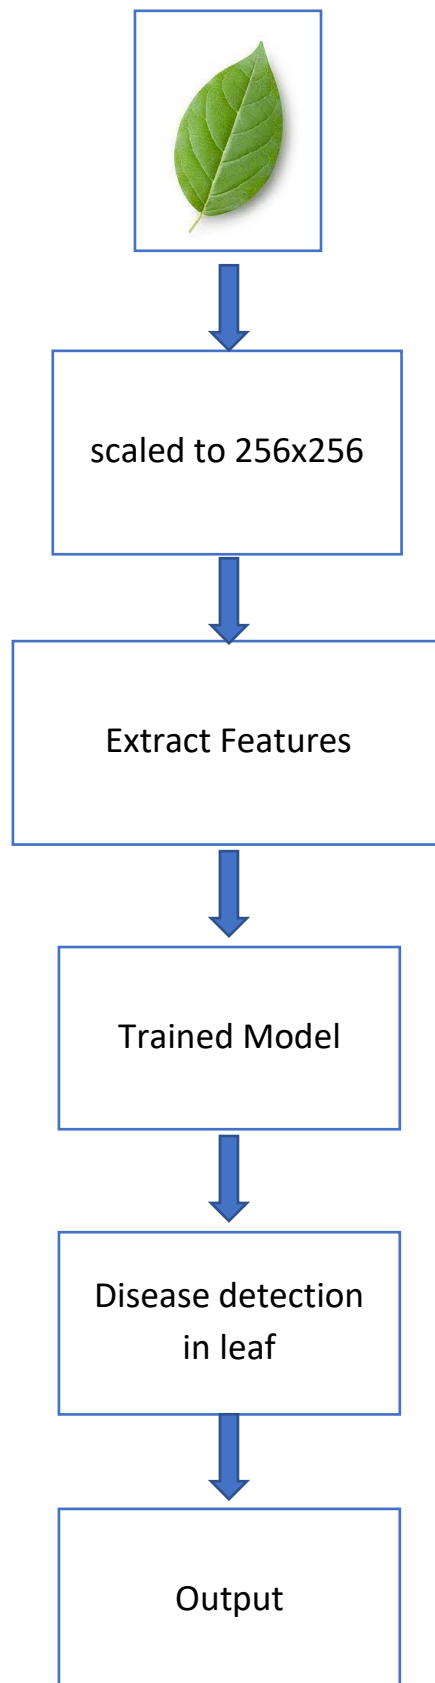 scaled to 256x256
Extract Features
Trained Model
Disease detection
in leaf
Output